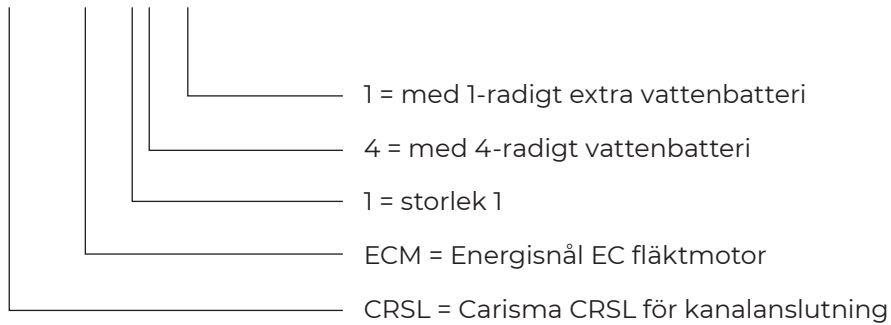 1 = med 1-radigt extra vattenbatteri
4 = med 4-radigt vattenbatteri
1 = storlek 1
ECM = Energisnål EC fläktmotor
CRSL = Carisma CRSL för kanalanslutning